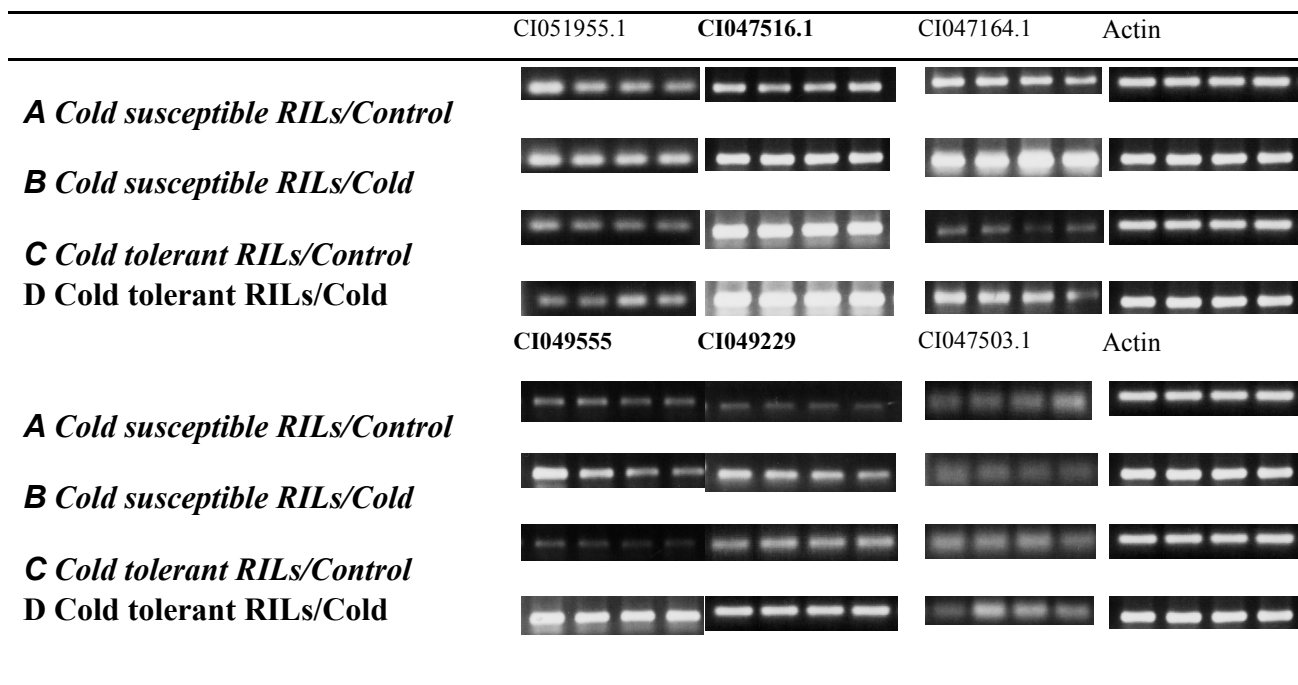 CI051955.1 CI047516.1 CI047164.1 Actin
A Cold susceptible RILs/Control
B Cold susceptible RILs/Cold
C Cold tolerant RILs/Control
D Cold tolerant RILs/Cold
CI049555 CI049229 CI047503.1 Actin
A Cold susceptible RILs/Control
B Cold susceptible RILs/Cold
C Cold tolerant RILs/Control
D Cold tolerant RILs/Cold